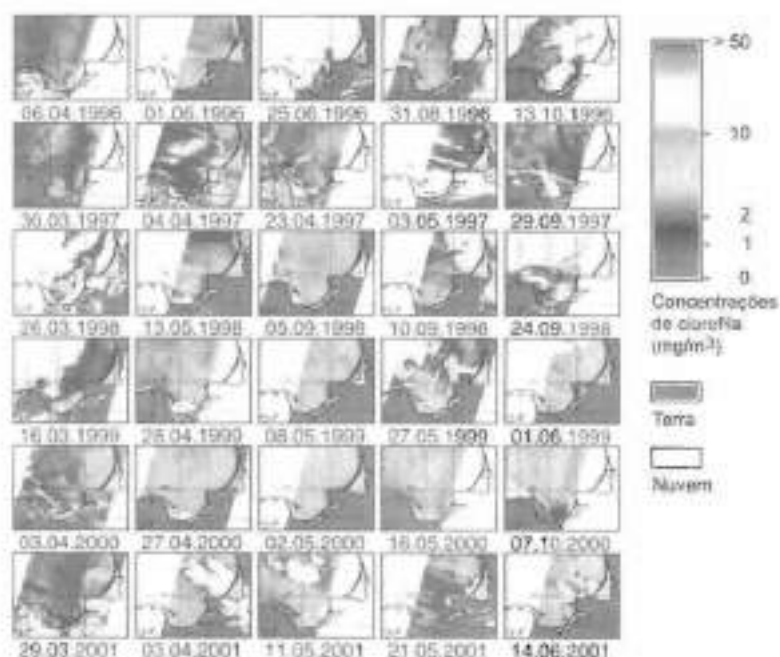 06.04.1996 01.06.1996 25.06.1996 31.08.1996 13.10.1996
30.03.1997 04.04.1997 23.04.1997 03.05.1997 29.09.1997
26.03.1998 13.05.1998 05.09.1998 10.09.1998 24.09.1998
16.03.1999 28.04.1999 08.05.1999 27.05.1999 01.06.1999
03.04.2000 27.04.2000 02.05.2000 16.05.2000 07.10.2000
29.03.2001 03.04.2001 11.05.2001 21.05.2001 14.06.2001
> 50
30
2
1
0
Concentrações
de clorofila
(mg/m³)
Terra
Nuvem